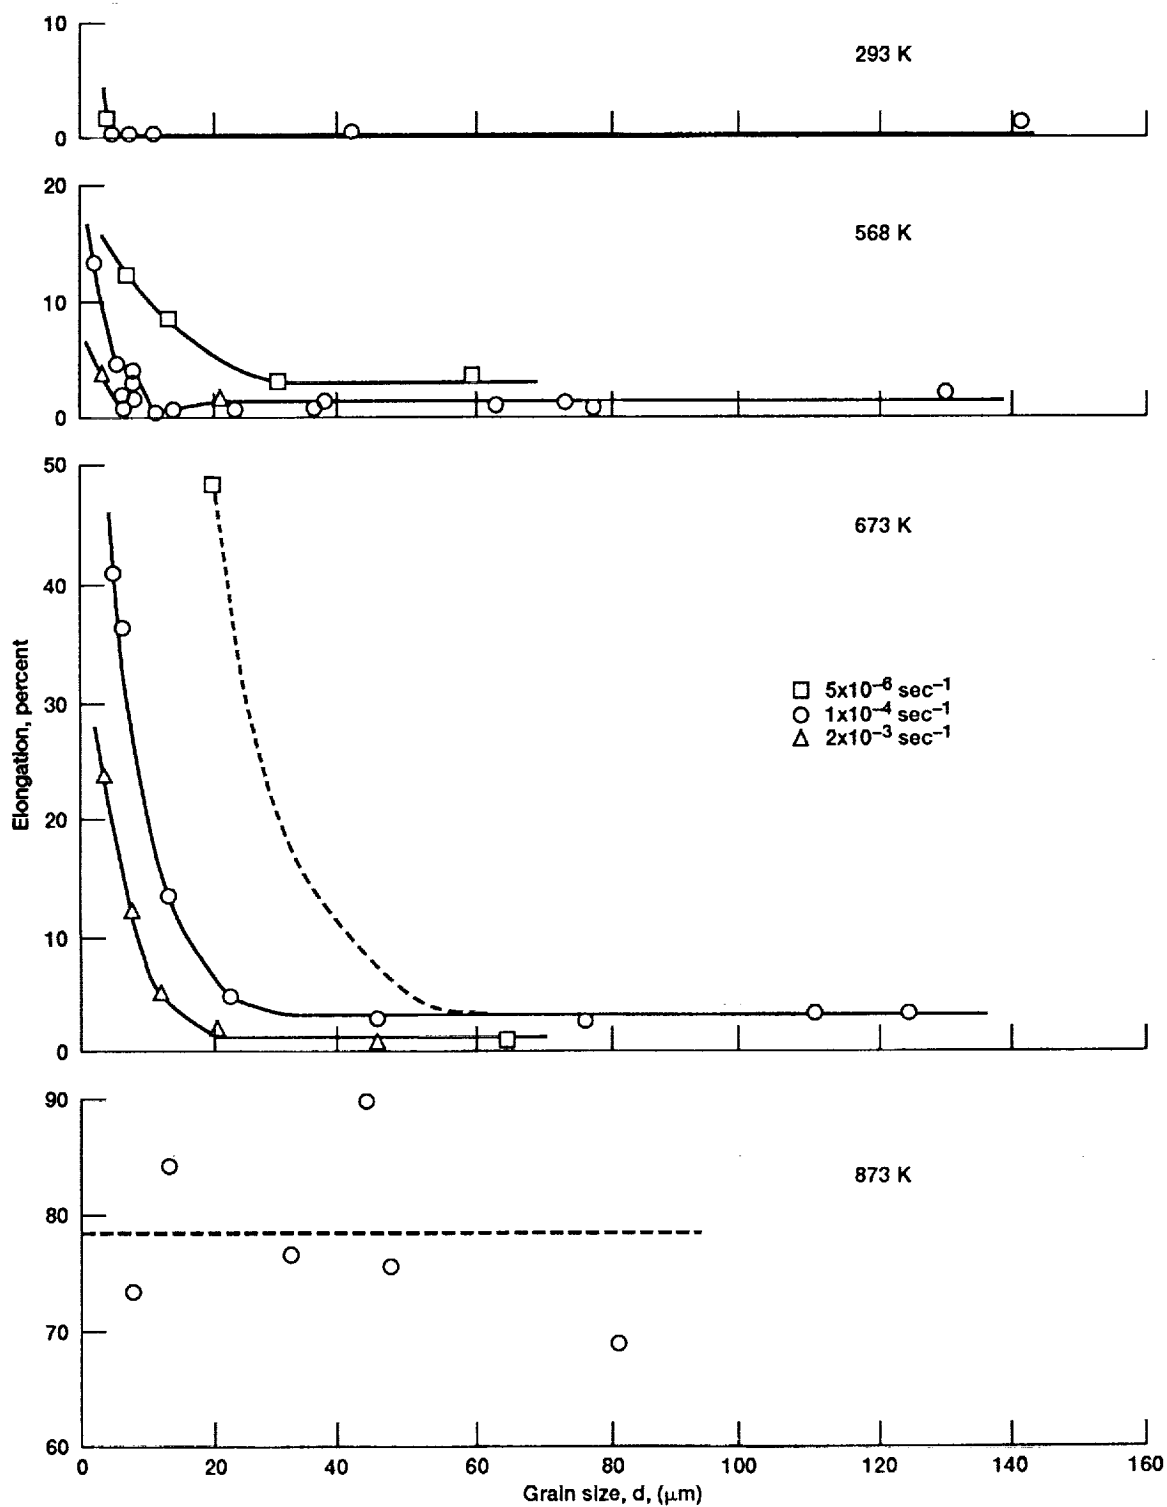 10
293 K
0
20
568 K
10
0
50
673 K
40
Elongation, percent
30
5x10⁻⁶ sec⁻¹
1x10⁻⁴ sec⁻¹
2x10⁻³ sec⁻¹
20
10
0
90
873 K
80
70
60
0 20 40 60 80 100 120 140 160
Grain size, d, (μm)